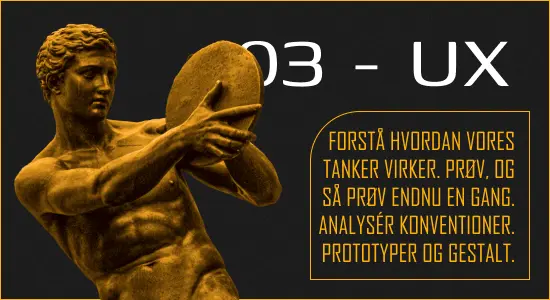 03 - UX
FORSTÅ HVORDAN VORES
TANKER VIRKER. PRØV, OG
SÅ PRØV ENDNU EN GANG.
ANALYSÉR KONVENTIONER.
PROTOTYPER OG GESTALT.